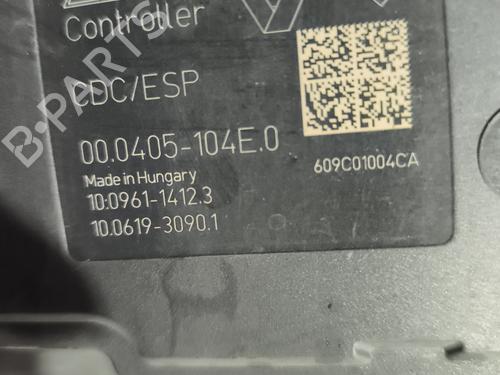 Controller
CDC/ESP
00.0405-104E.0
609C01004CA
Made in Hungary
10.0961-1412.3
10.0619-3090.1
B-PARTS